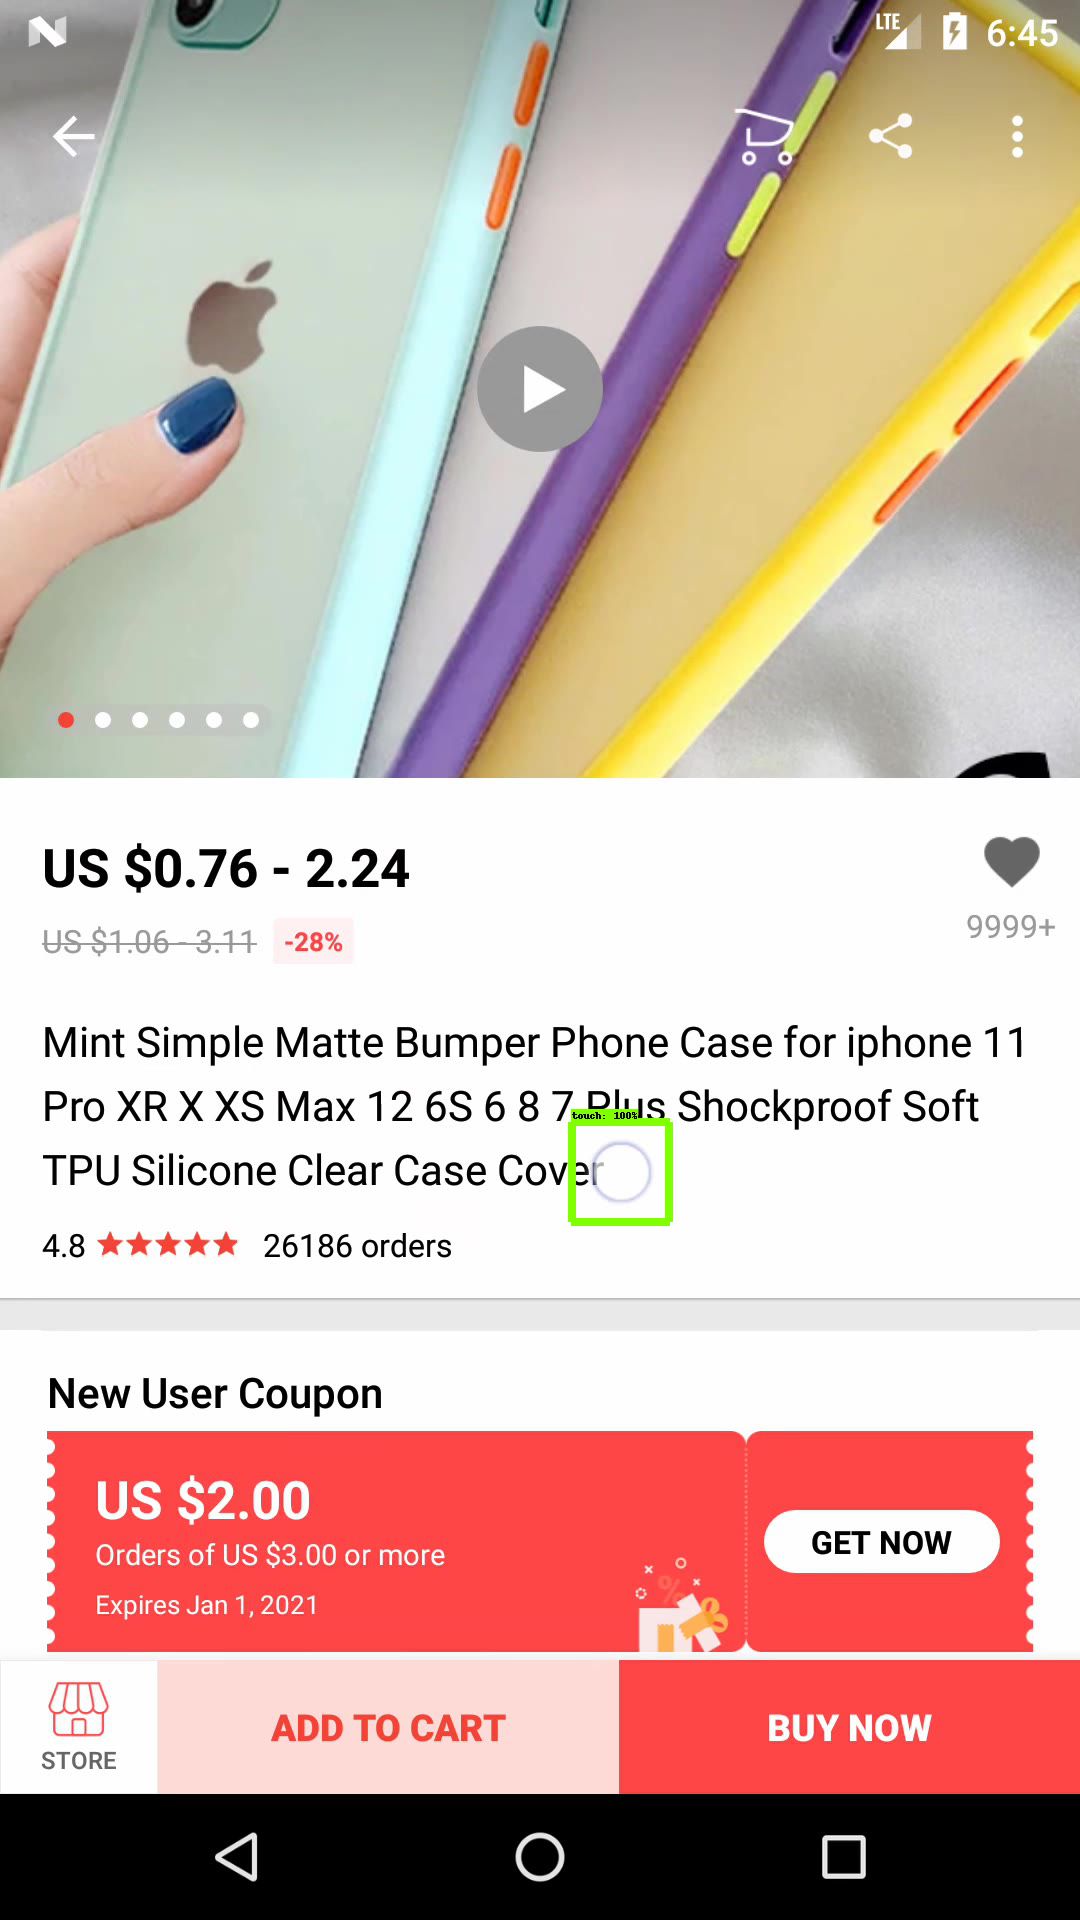 LTE 6:45
US $0.76 - 2.24
US $1.06 - 3.11 -28%
9999+
Mint Simple Matte Bumper Phone Case for iphone 11
Pro XR X XS Max 12 6S 6 8 7 Plus Shockproof Soft
touch: 100%
TPU Silicone Clear Case Cover
4.8 26186 orders
New User Coupon
US $2.00
Orders of US $3.00 or more
Expires Jan 1, 2021
GET NOW
STORE
ADD TO CART
BUY NOW